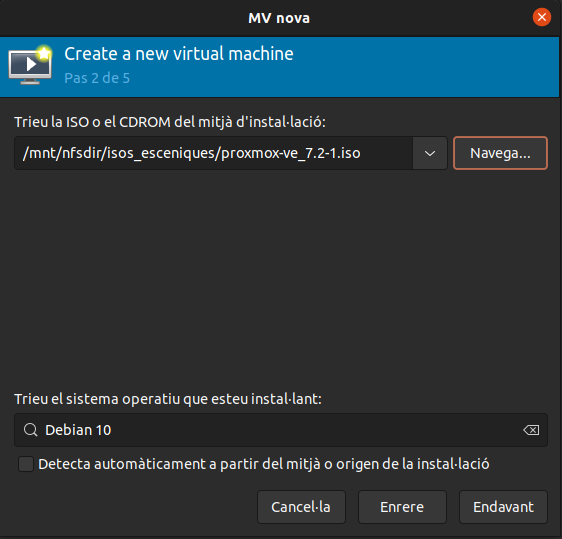 MV nova
Create a new virtual machine
Pas 2 de 5
Trieu la ISO o el CDROM del mitjà d'instal·lació:
/mnt/nfsdir/isos_esceniques/proxmox-ve_7.2-1.iso
Navega...
Trieu el sistema operatiu que esteu instal·lant:
Debian 10
Detecta automàticament a partir del mitjà o origen de la instal·lació
Cancel·la
Enrere
Endavant